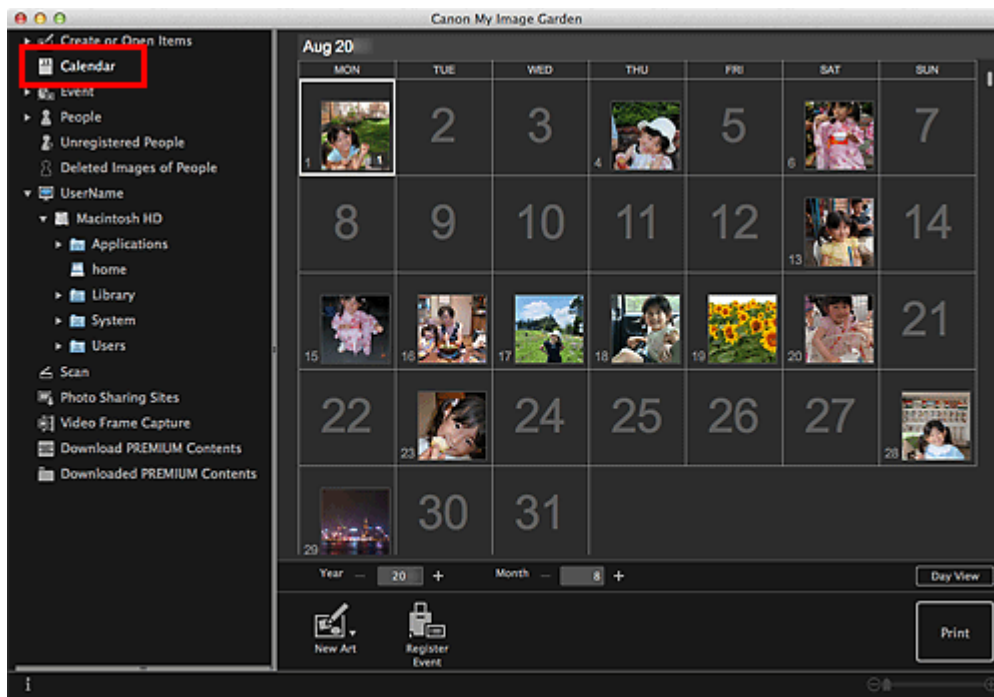 Canon My Image Garden
Create or Open Items
Calendar
Event
People
Unregistered People
Deleted Images of People
UserName
Macintosh HD
Applications
home
Library
System
Users
Scan
Photo Sharing Sites
Video Frame Capture
Download PREMIUM Contents
Downloaded PREMIUM Contents
Aug 20
MON TUE WED THU FRI SAT SUN
1 1 2 3 4 5 6 7
8 9 10 11 12 13 14
15 16 17 18 19 20 21
22 23 24 25 26 27 28
29 30 31
Year − 20 + Month − 8 + Day View
New Art
Register
Event
Print
i